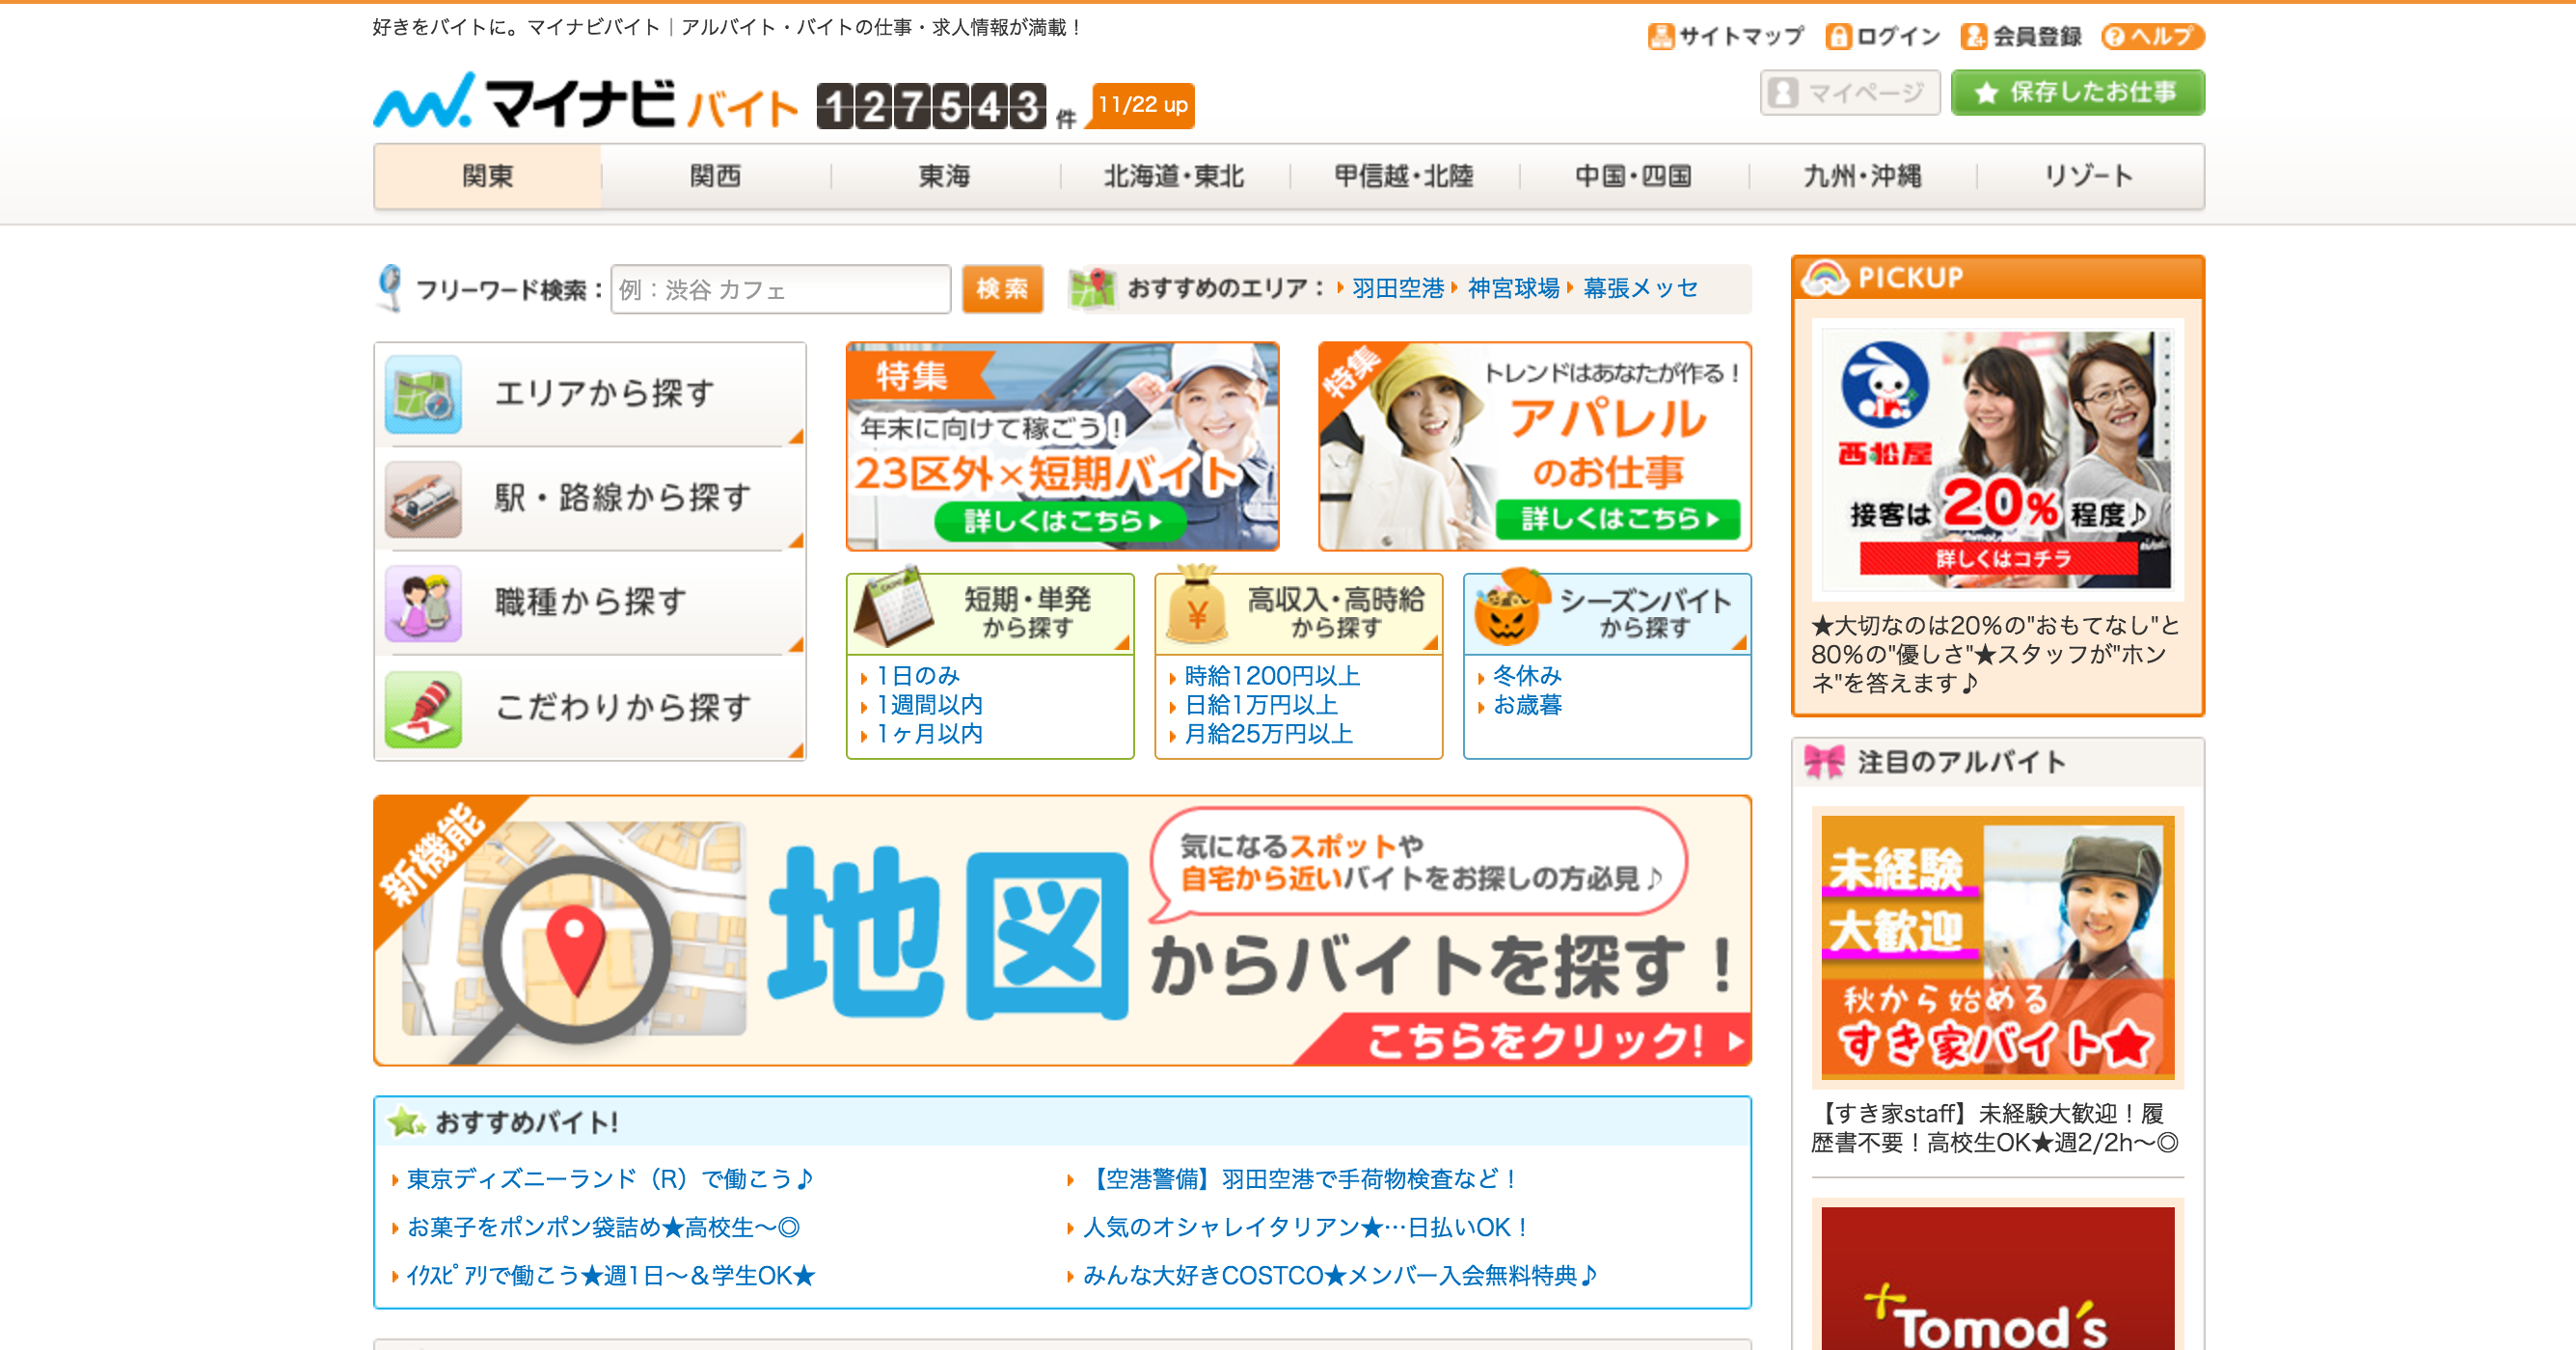 好きをバイトに。マイナビバイト｜アルバイト・バイトの仕事・求人情報が満載！
サイトマップ ログイン 会員登録 ヘルプ
マイナビバイト 127543件 11/22 up
マイページ 保存したお仕事
関東 関西 東海 北海道・東北 甲信越・北陸 中国・四国 九州・沖縄 リゾート
フリーワード検索： 例：渋谷 カフェ 検索
おすすめのエリア： 羽田空港 神宮球場 幕張メッセ
エリアから探す
駅・路線から探す
職種から探す
こだわりから探す
特集
年末に向けて稼ごう！
23区外×短期バイト
詳しくはこちら
特集
トレンドはあなたが作る！
アパレル
のお仕事
詳しくはこちら
短期・単発
から探す
1日のみ
1週間以内
1ヶ月以内
高収入・高時給
から探す
時給1200円以上
日給1万円以上
月給25万円以上
シーズンバイト
から探す
冬休み
お歳暮
新機能
気になるスポットや
自宅から近いバイトをお探しの方必見♪
地図からバイトを探す！
こちらをクリック!
おすすめバイト!
東京ディズニーランド（R）で働こう♪
【空港警備】羽田空港で手荷物検査など！
お菓子をポンポン袋詰め★高校生〜◎
人気のオシャレイタリアン★…日払いOK！
ｲｸｽﾋﾟｱﾘで働こう★週1日〜＆学生OK★
みんな大好きCOSTCO★メンバー入会無料特典♪
PICKUP
西松屋
接客は20%程度♪
詳しくはコチラ
★大切なのは20％の"おもてなし"と
80％の"優しさ"★スタッフが"ホン
ネ"を答えます♪
注目のアルバイト
未経験
大歓迎
秋から始める
すき家バイト★
【すき家staff】未経験大歓迎！履
歴書不要！高校生OK★週2/2h〜◎
Tomod's